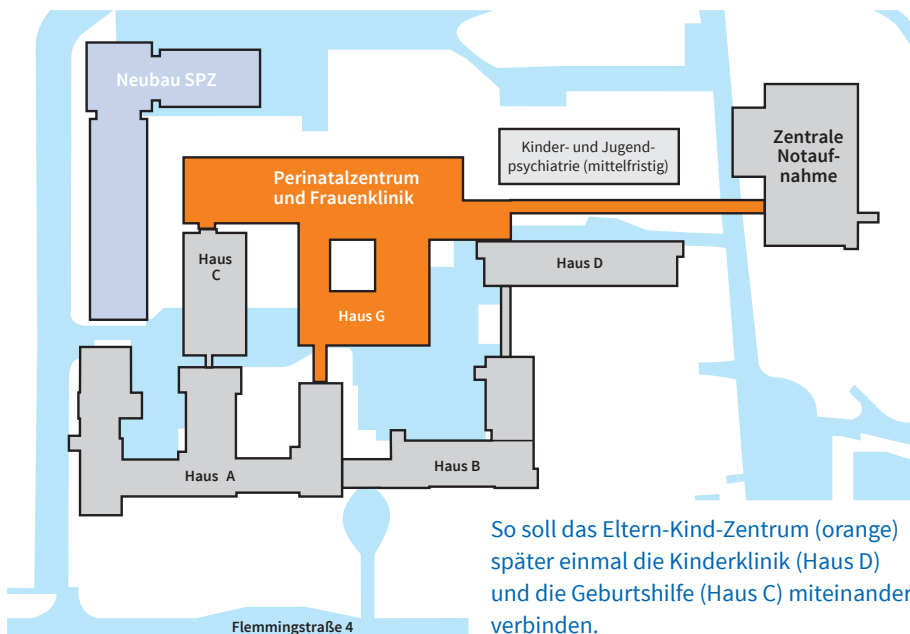 Neubau SPZ
Kinder- und Jugend-
psychiatrie (mittelfristig)
Zentrale
Notauf-
nahme
Perinatalzentrum
und Frauenklinik
Haus
C
Haus D
Haus G
Haus A
Haus B
So soll das Eltern-Kind-Zentrum (orange)
später einmal die Kinderklinik (Haus D)
und die Geburtshilfe (Haus C) miteinander
verbinden.
Flemmingstraße 4